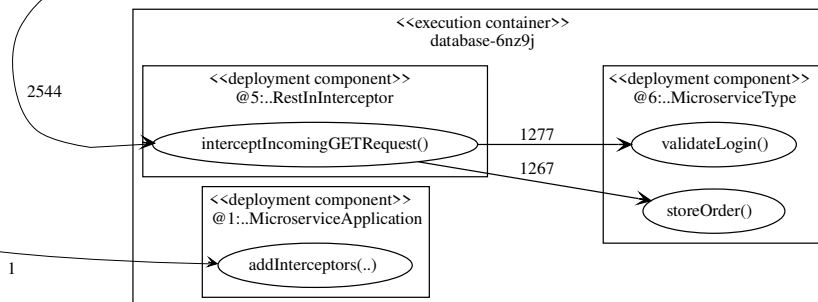 <<execution container>>
database-6nz9j
<<deployment component>>
@5:..RestInInterceptor
<<deployment component>>
@6:..MicroserviceType
2544
interceptIncomingGETRequest()
1277
validateLogin()
1267
<<deployment component>>
@1:..MicroserviceApplication
storeOrder()
1
addInterceptors(..)